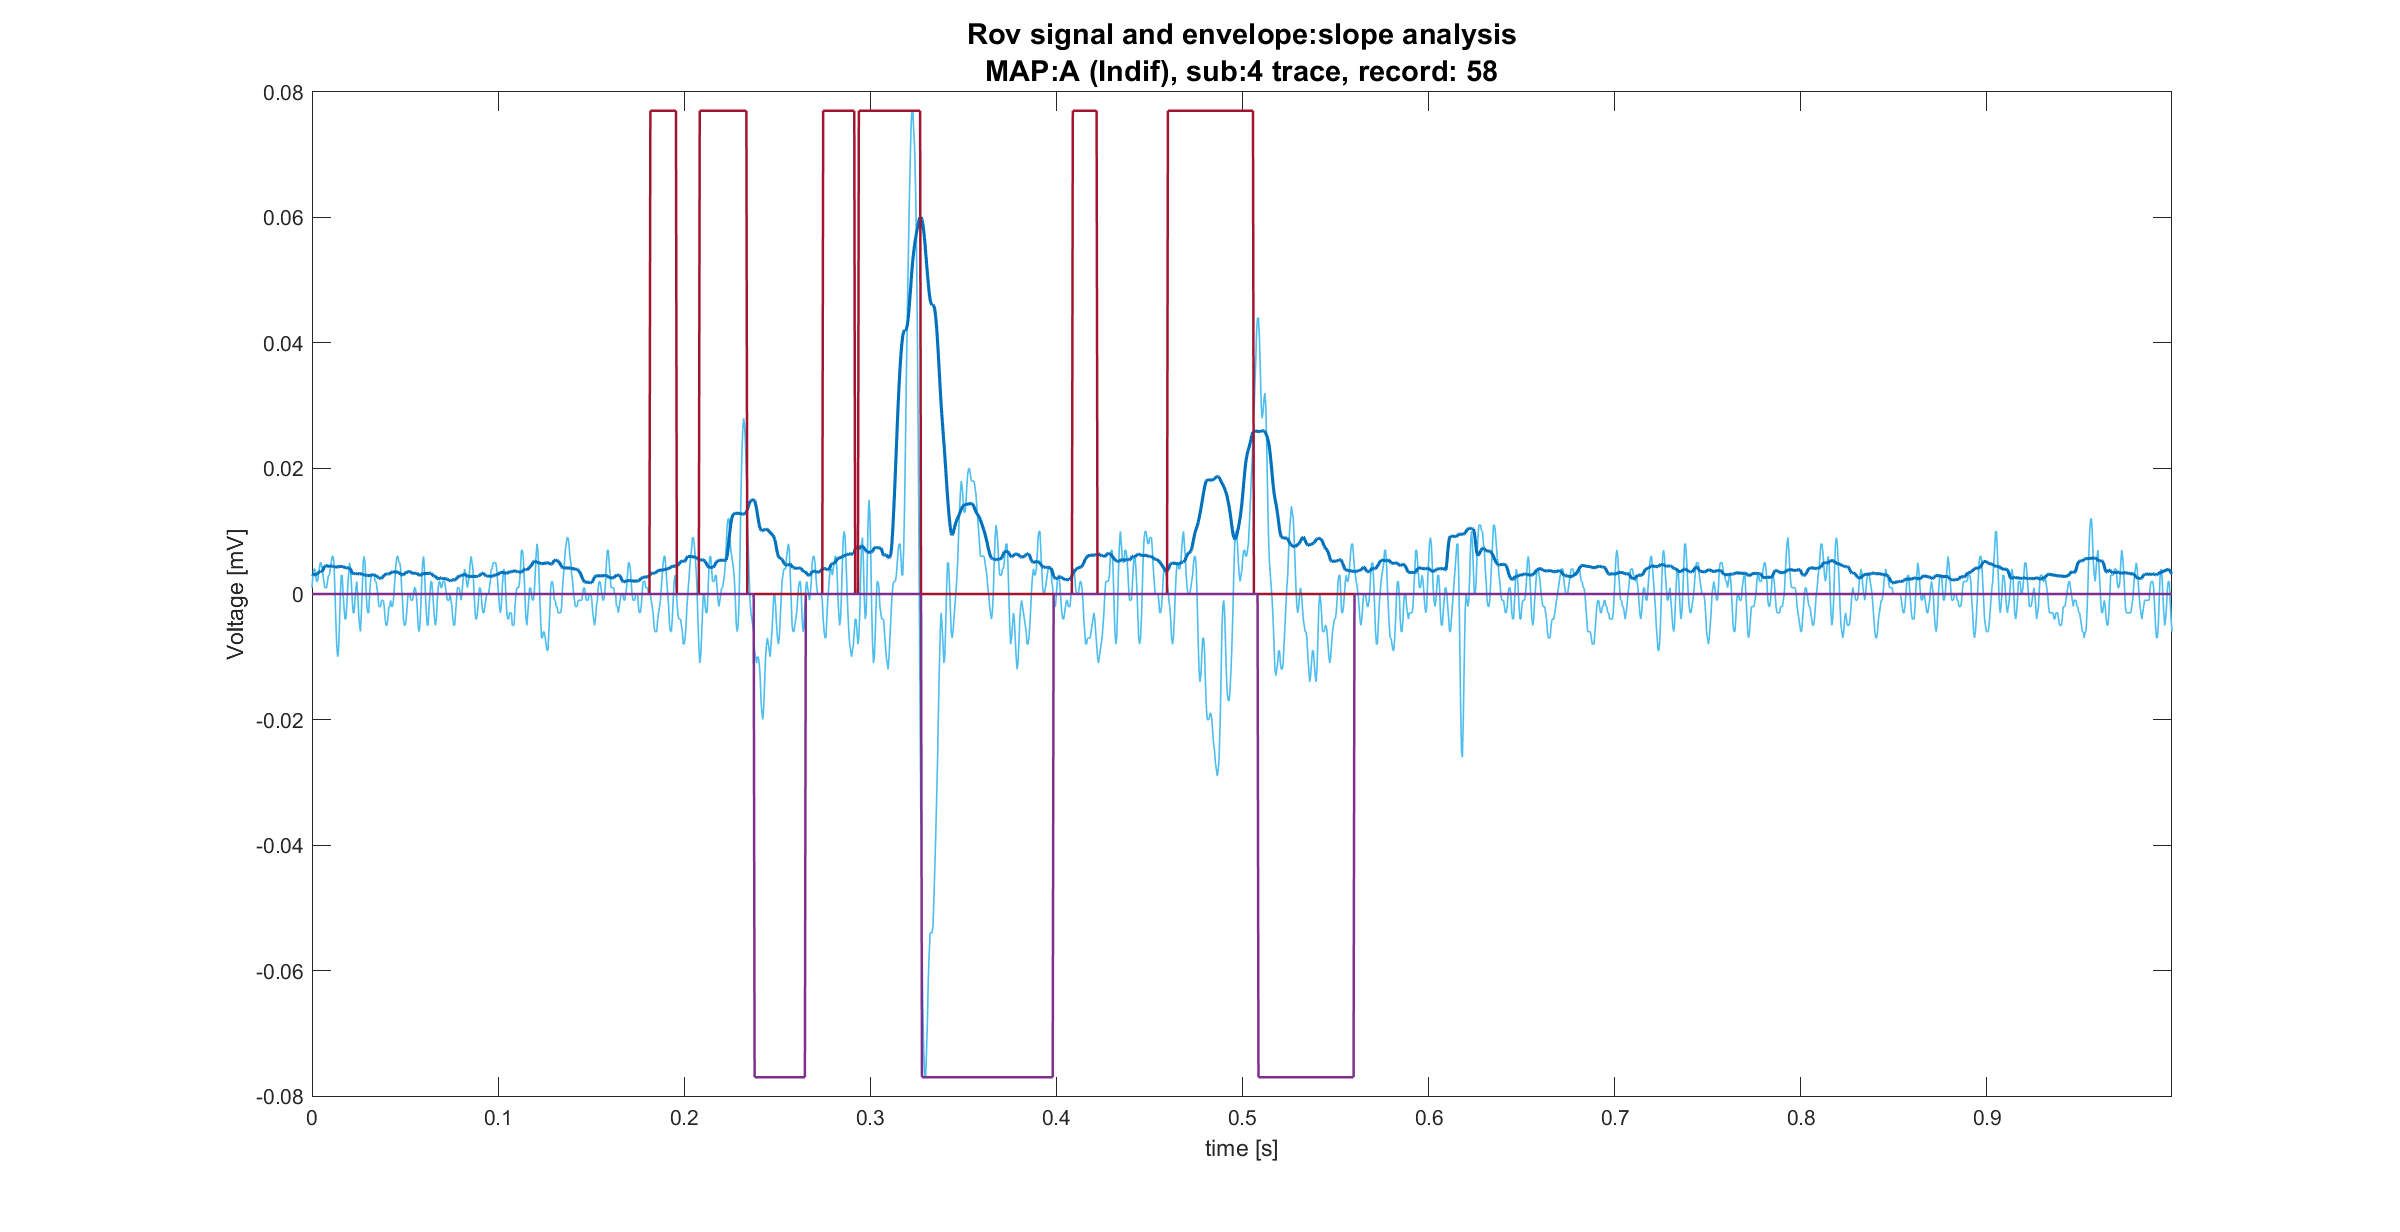 Rov signal and envelope:slope analysis
MAP:A (Indif), sub:4 trace, record: 58
0.08
0.06
0.04
0.02
0
-0.02
-0.04
-0.06
-0.08
Voltage [mV]
0 0.1 0.2 0.3 0.4 0.5 0.6 0.7 0.8 0.9
time [s]